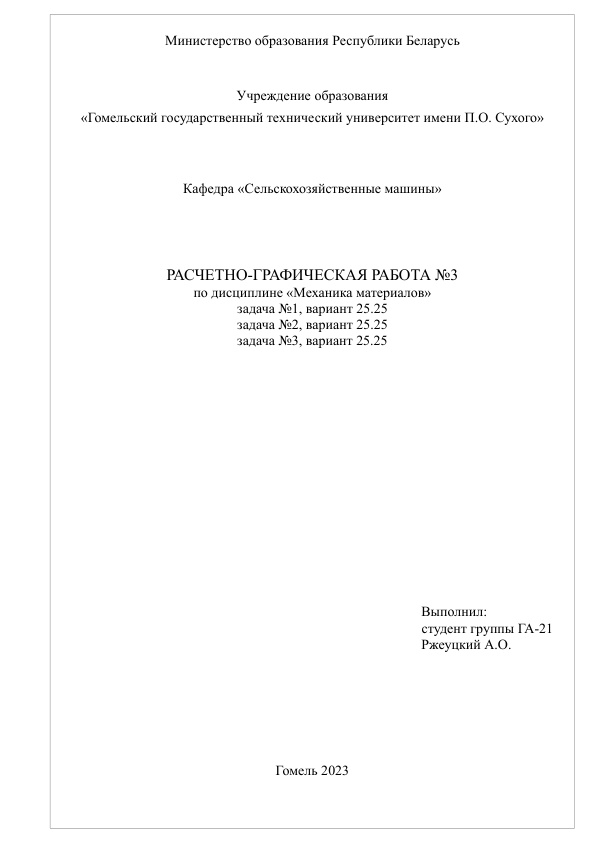 Министерство образования Республики Беларусь
Учреждение образования
«Гомельский государственный технический университет имени П.О. Сухого»
Кафедра «Сельскохозяйственные машины»
РАСЧЕТНО-ГРАФИЧЕСКАЯ РАБОТА №3
по дисциплине «Механика материалов»
задача №1, вариант 25.25
задача №2, вариант 25.25
задача №3, вариант 25.25
Выполнил:
студент группы ГА-21
Ржеуцкий А.О.
Гомель 2023